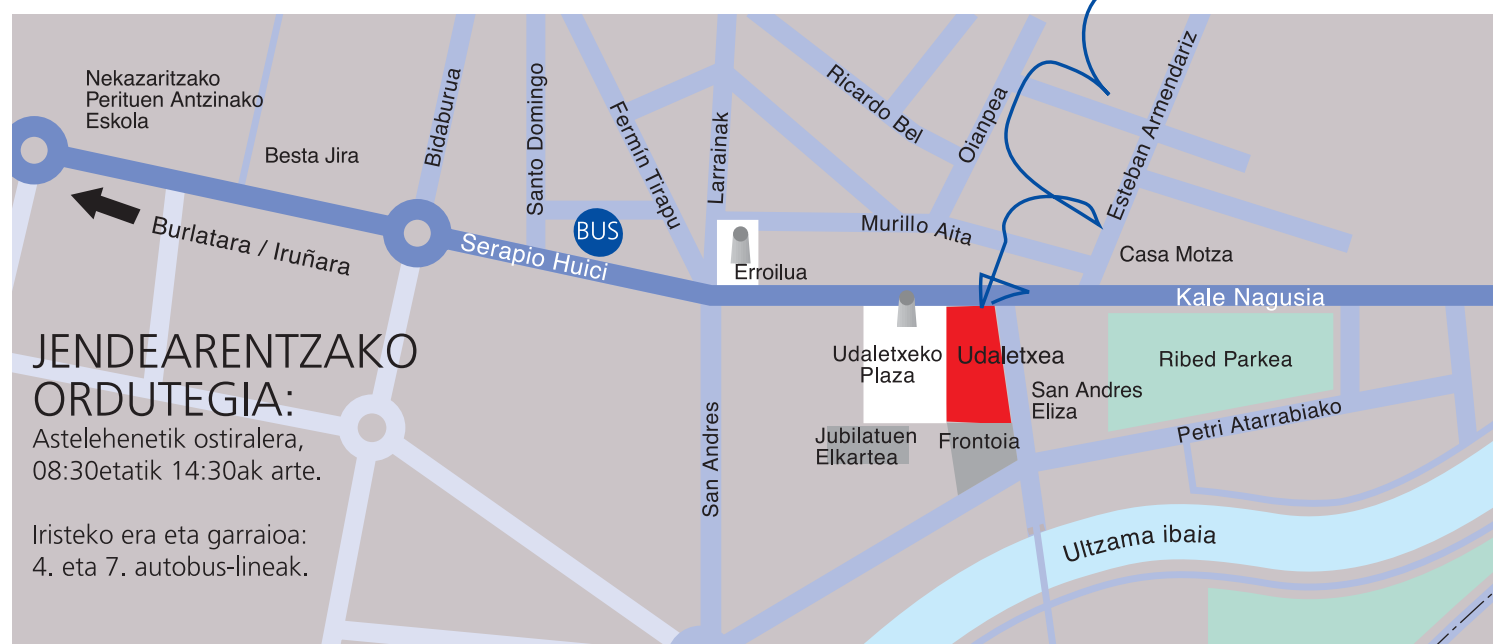 Nekazaritzako
Perituen Antzinako
Eskola
Besta Jira
Bidaburua
Santo Domingo
Fermín Tirapu
Larrainak
Ricardo Bel
Oianpea
Esteban Armendariz
Burlatara / Iruñara
Serapio Huici
BUS
Erroilua
Murillo Aita
Casa Motza
Kale Nagusia
JENDEARENTZAKO
ORDUTEGIA:
Astelehenetik ostiralera,
08:30etatik 14:30ak arte.
Iristeko era eta garraioa:
4. eta 7. autobus-lineak.
San Andres
Udaletxeko
Plaza
Udaletxea
San Andres
Eliza
Ribed Parkea
Jubilatuen
Elkartea
Frontoia
Petri Atarrabiako
Ultzama ibaia